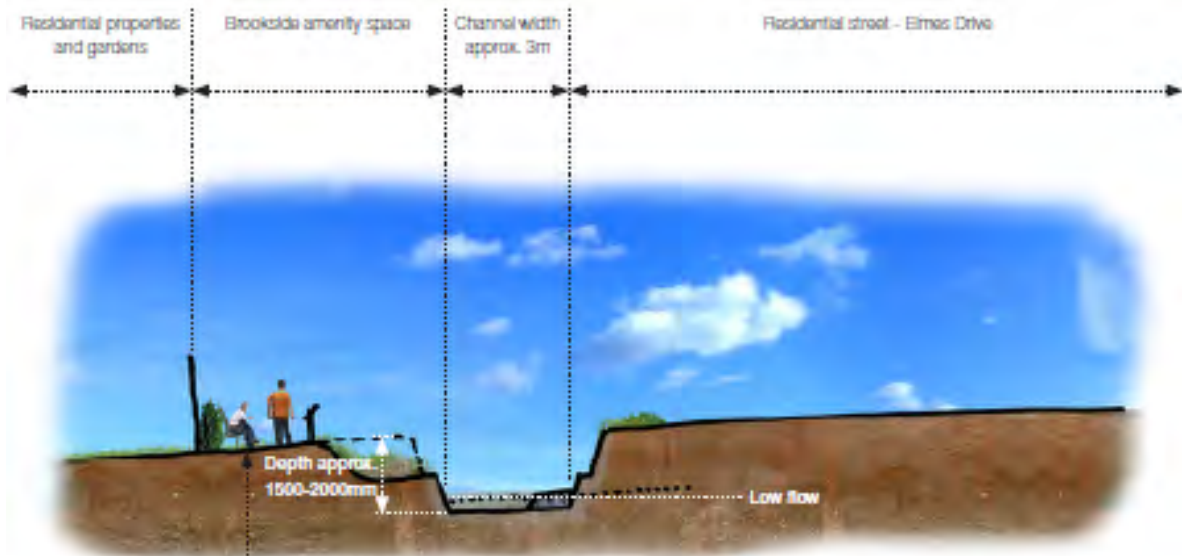 Residential properties
and gardens
Brookside amenity space
Channel width
approx. 3m
Residential street - Elmes Drive
Depth approx.
1500-2000mm
Low flow